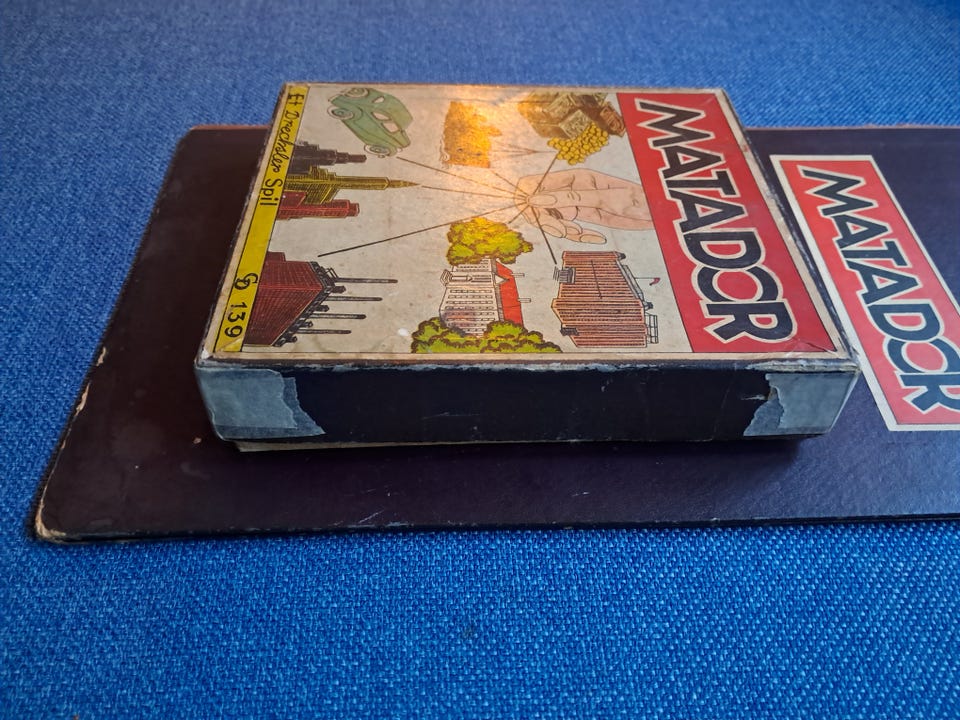 MATADOR
Et Drechsler Spil
D 139
MATADOR